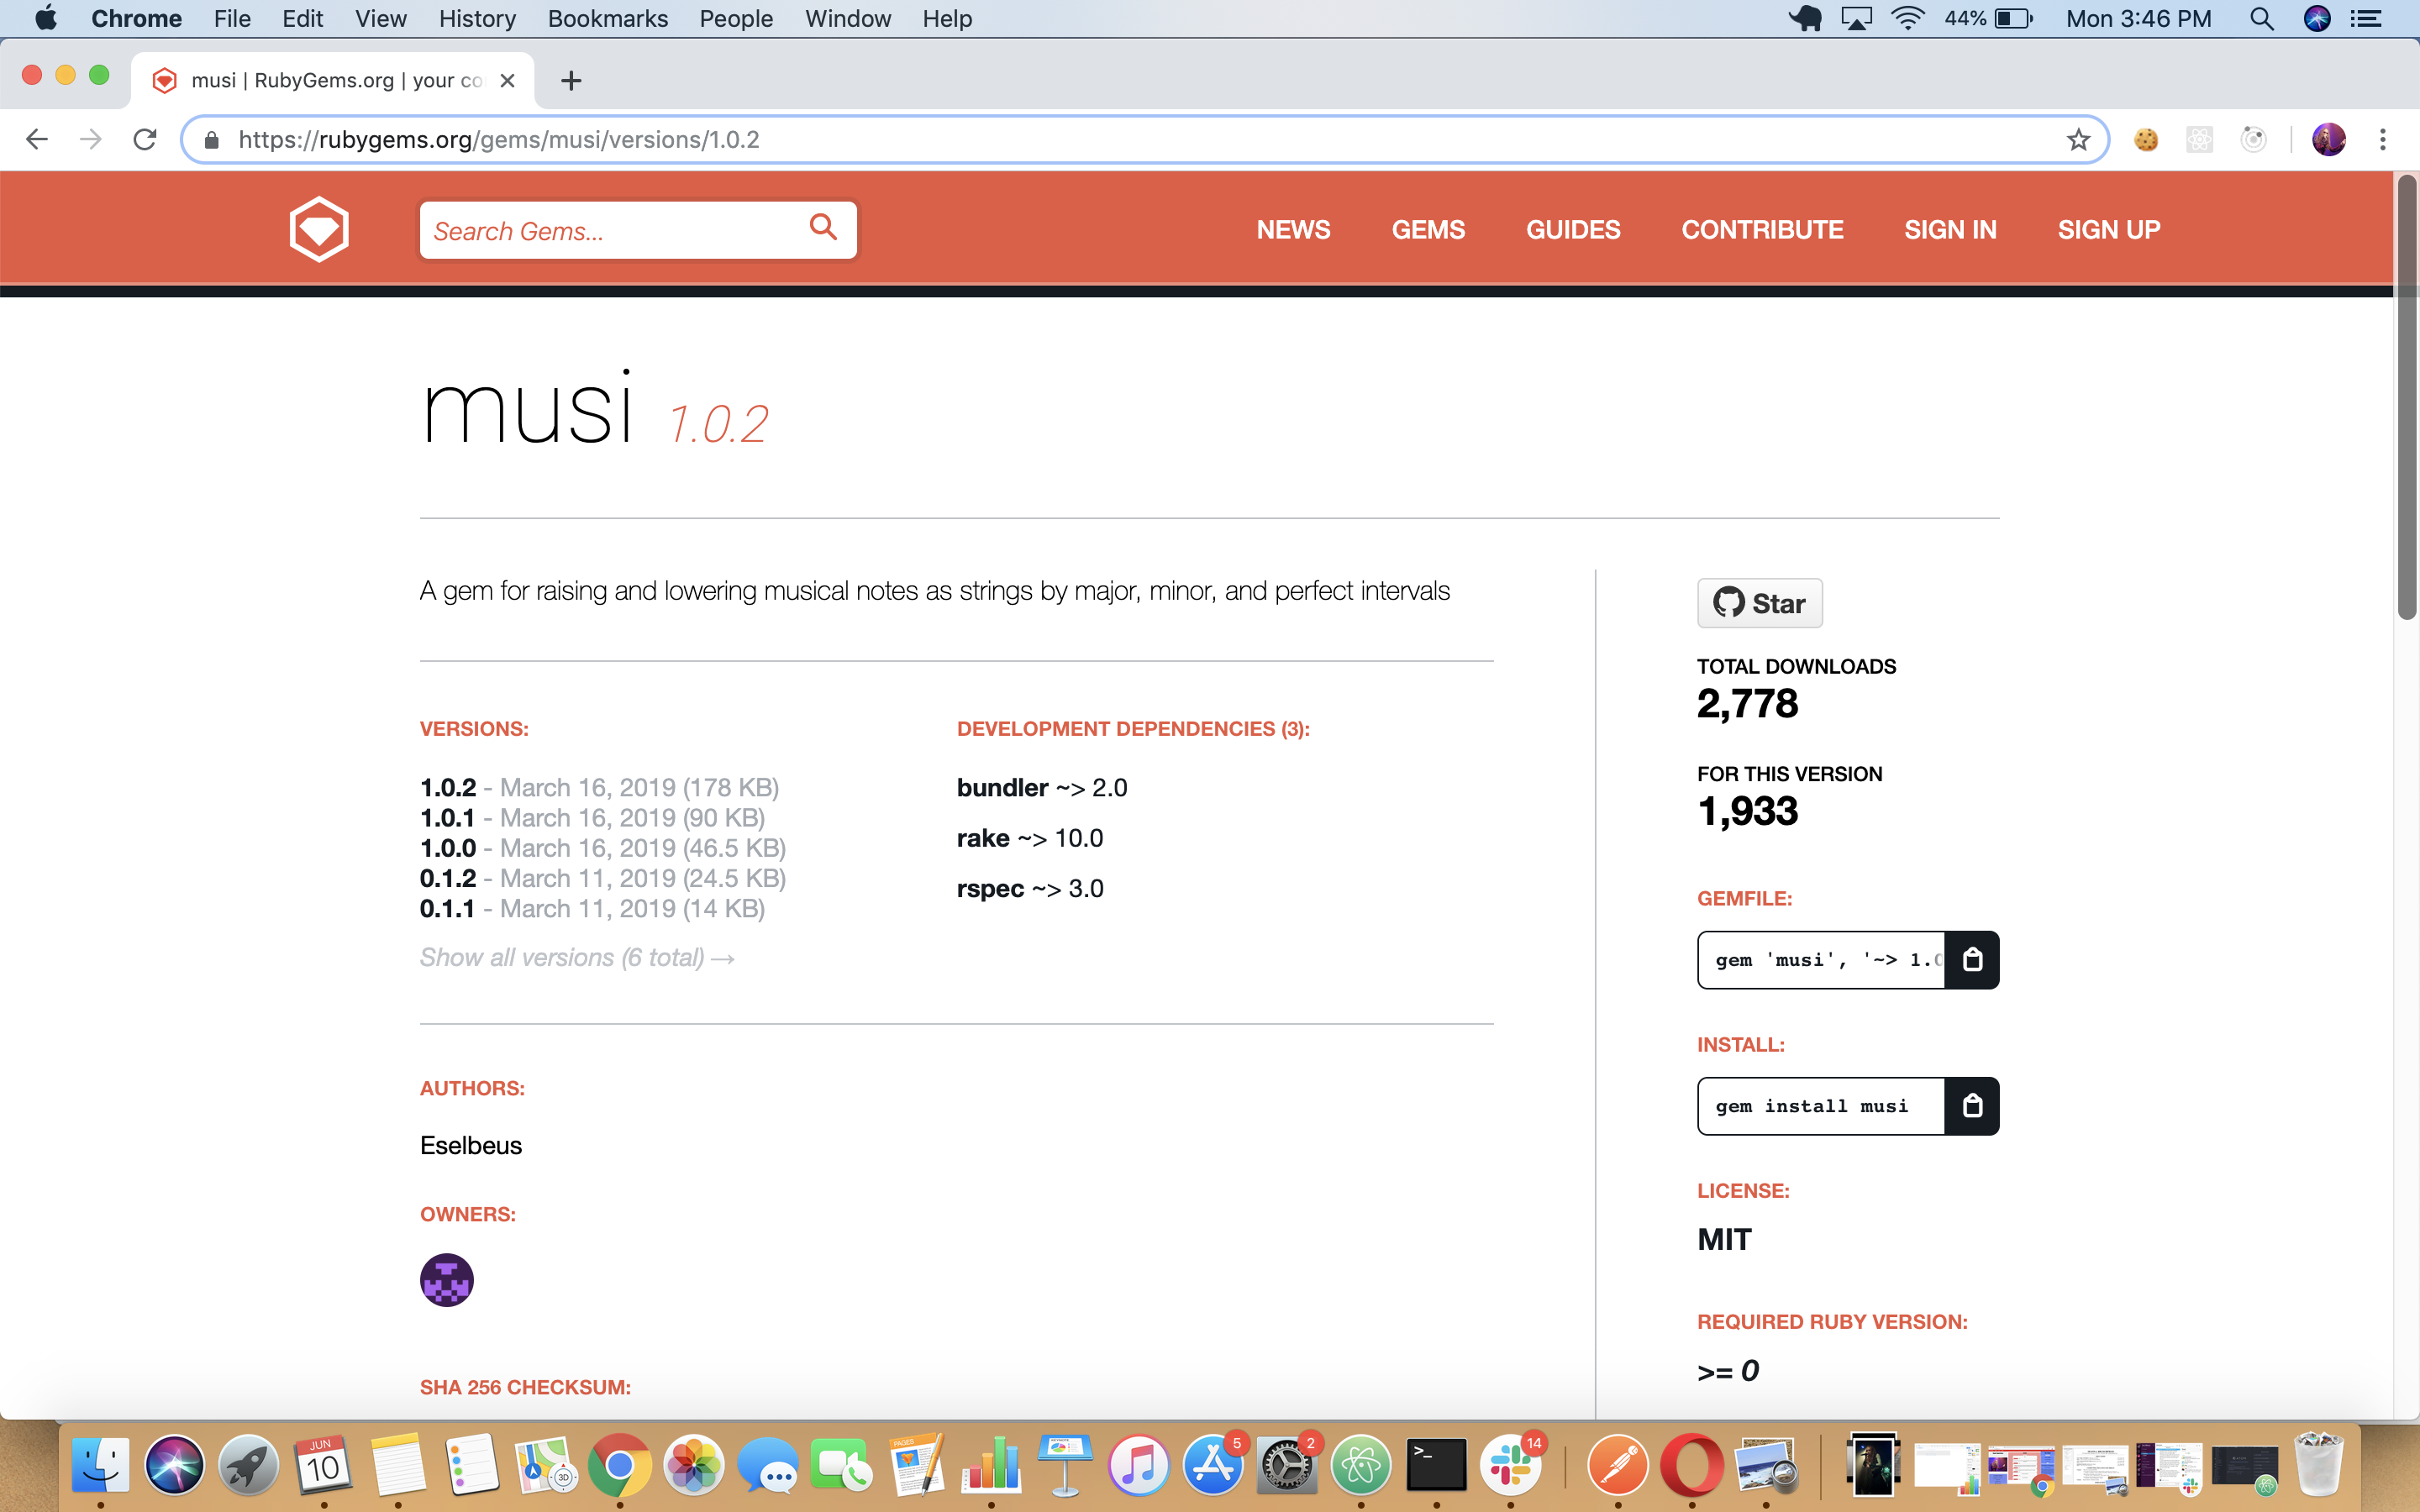 Chrome File Edit View History Bookmarks People Window Help 44% Mon 3:46 PM
musi | RubyGems.org | your co
https://rubygems.org/gems/musi/versions/1.0.2
Search Gems...
NEWS GEMS GUIDES CONTRIBUTE SIGN IN SIGN UP
musi 1.0.2
A gem for raising and lowering musical notes as strings by major, minor, and perfect intervals
VERSIONS:
1.0.2 - March 16, 2019 (178 KB)
1.0.1 - March 16, 2019 (90 KB)
1.0.0 - March 16, 2019 (46.5 KB)
0.1.2 - March 11, 2019 (24.5 KB)
0.1.1 - March 11, 2019 (14 KB)
Show all versions (6 total) →
DEVELOPMENT DEPENDENCIES (3):
bundler ~> 2.0
rake ~> 10.0
rspec ~> 3.0
AUTHORS:
Eselbeus
OWNERS:
SHA 256 CHECKSUM:
Star
TOTAL DOWNLOADS
2,778
FOR THIS VERSION
1,933
GEMFILE:
gem 'musi', '~> 1.0
INSTALL:
gem install musi
LICENSE:
MIT
REQUIRED RUBY VERSION:
>= 0
JUN
10
3D
PAGES
5
2
>_
14